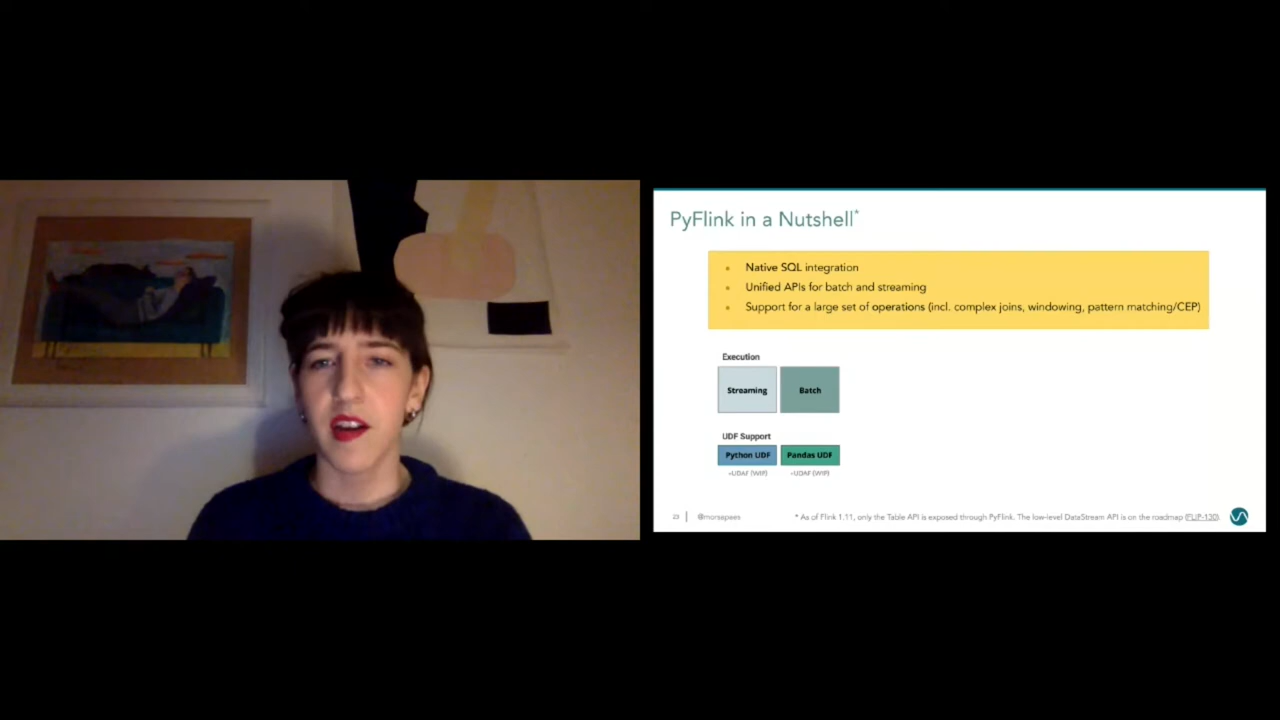 PyFlink in a Nutshell*
Native SQL integration
Unified APIs for batch and streaming
Support for a large set of operations (incl. complex joins, windowing, pattern matching/CEP)
Execution
Streaming Batch
UDF Support
Python UDF Pandas UDF
+UDAF (WIP) +UDAF (WIP)
23 | @morsapaes * As of Flink 1.11, only the Table API is exposed through PyFlink. The low-level DataStream API is on the roadmap (FLIP-130).